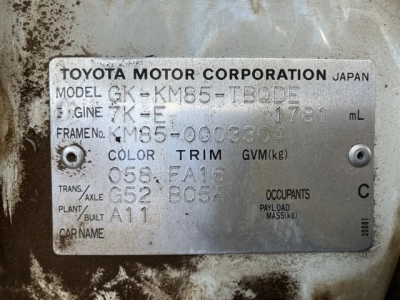 TOYOTA MOTOR CORPORATION JAPAN
MODEL GK-KM85-TBQDE
ENGINE 7K-E 1781 mL
FRAME No. KM85-0003304
COLOR TRIM GVM(kg)
058 FA16
TRANS./AXLE G52 B05A OCCUPANTS C
PLANT/BUILT A11 PAYLOAD MASS(kg)
CAR NAME